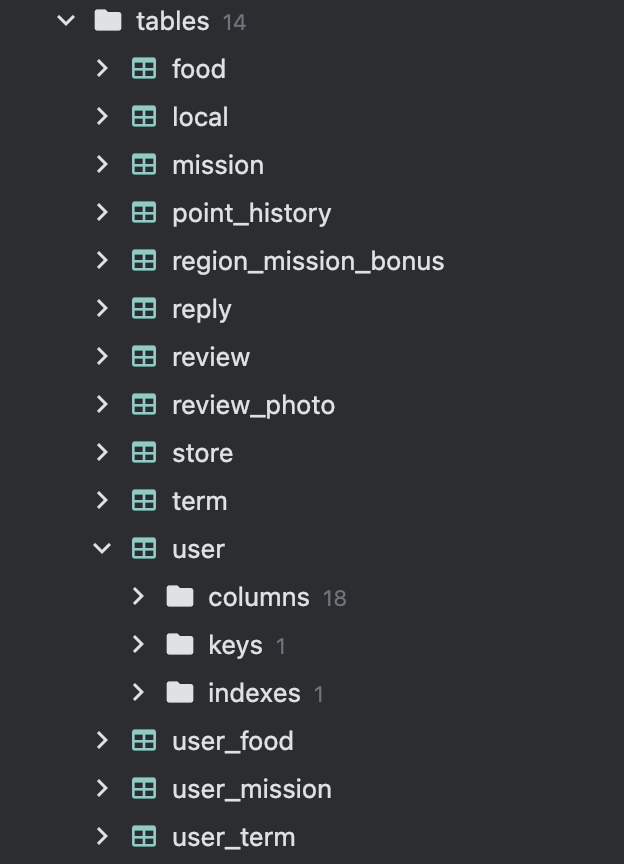 tables 14
food
local
mission
point_history
region_mission_bonus
reply
review
review_photo
store
term
user
columns 18
keys 1
indexes 1
user_food
user_mission
user_term